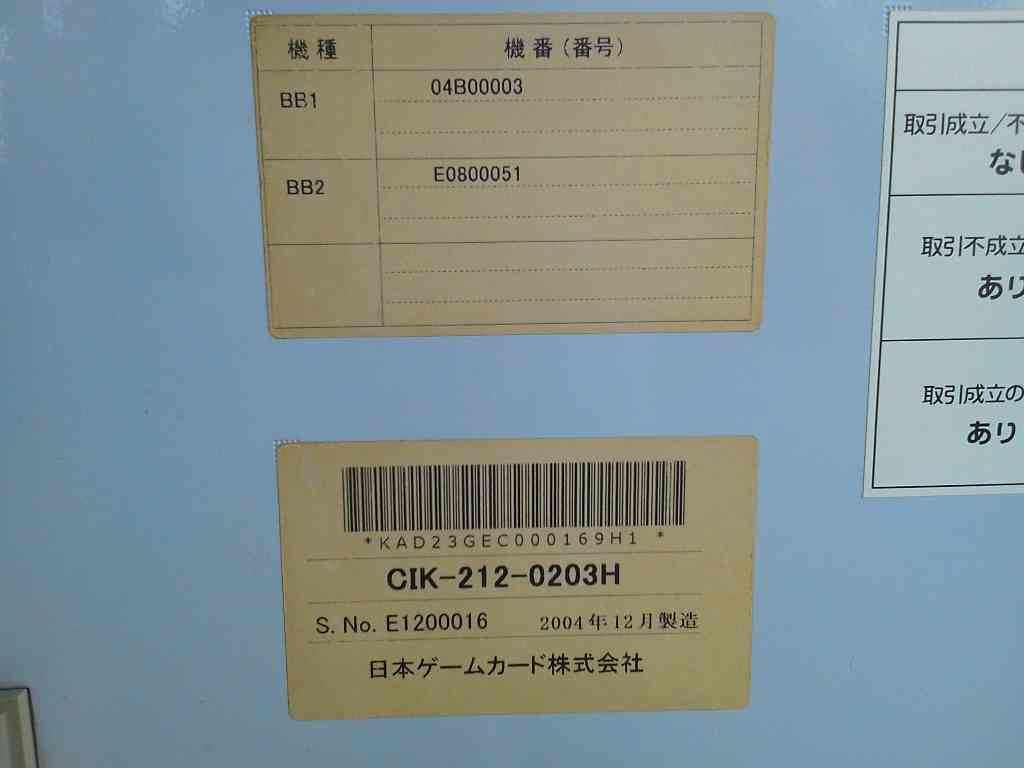 機種 機番(番号)
BB1 04B00003
BB2 E0800051
*KAD23GEC000169H1 *
CIK-212-0203H
S. No. E1200016 2004年12月製造
日本ゲームカード株式会社
取引成立/不
なし
取引不成立
あり
取引成立の
あり